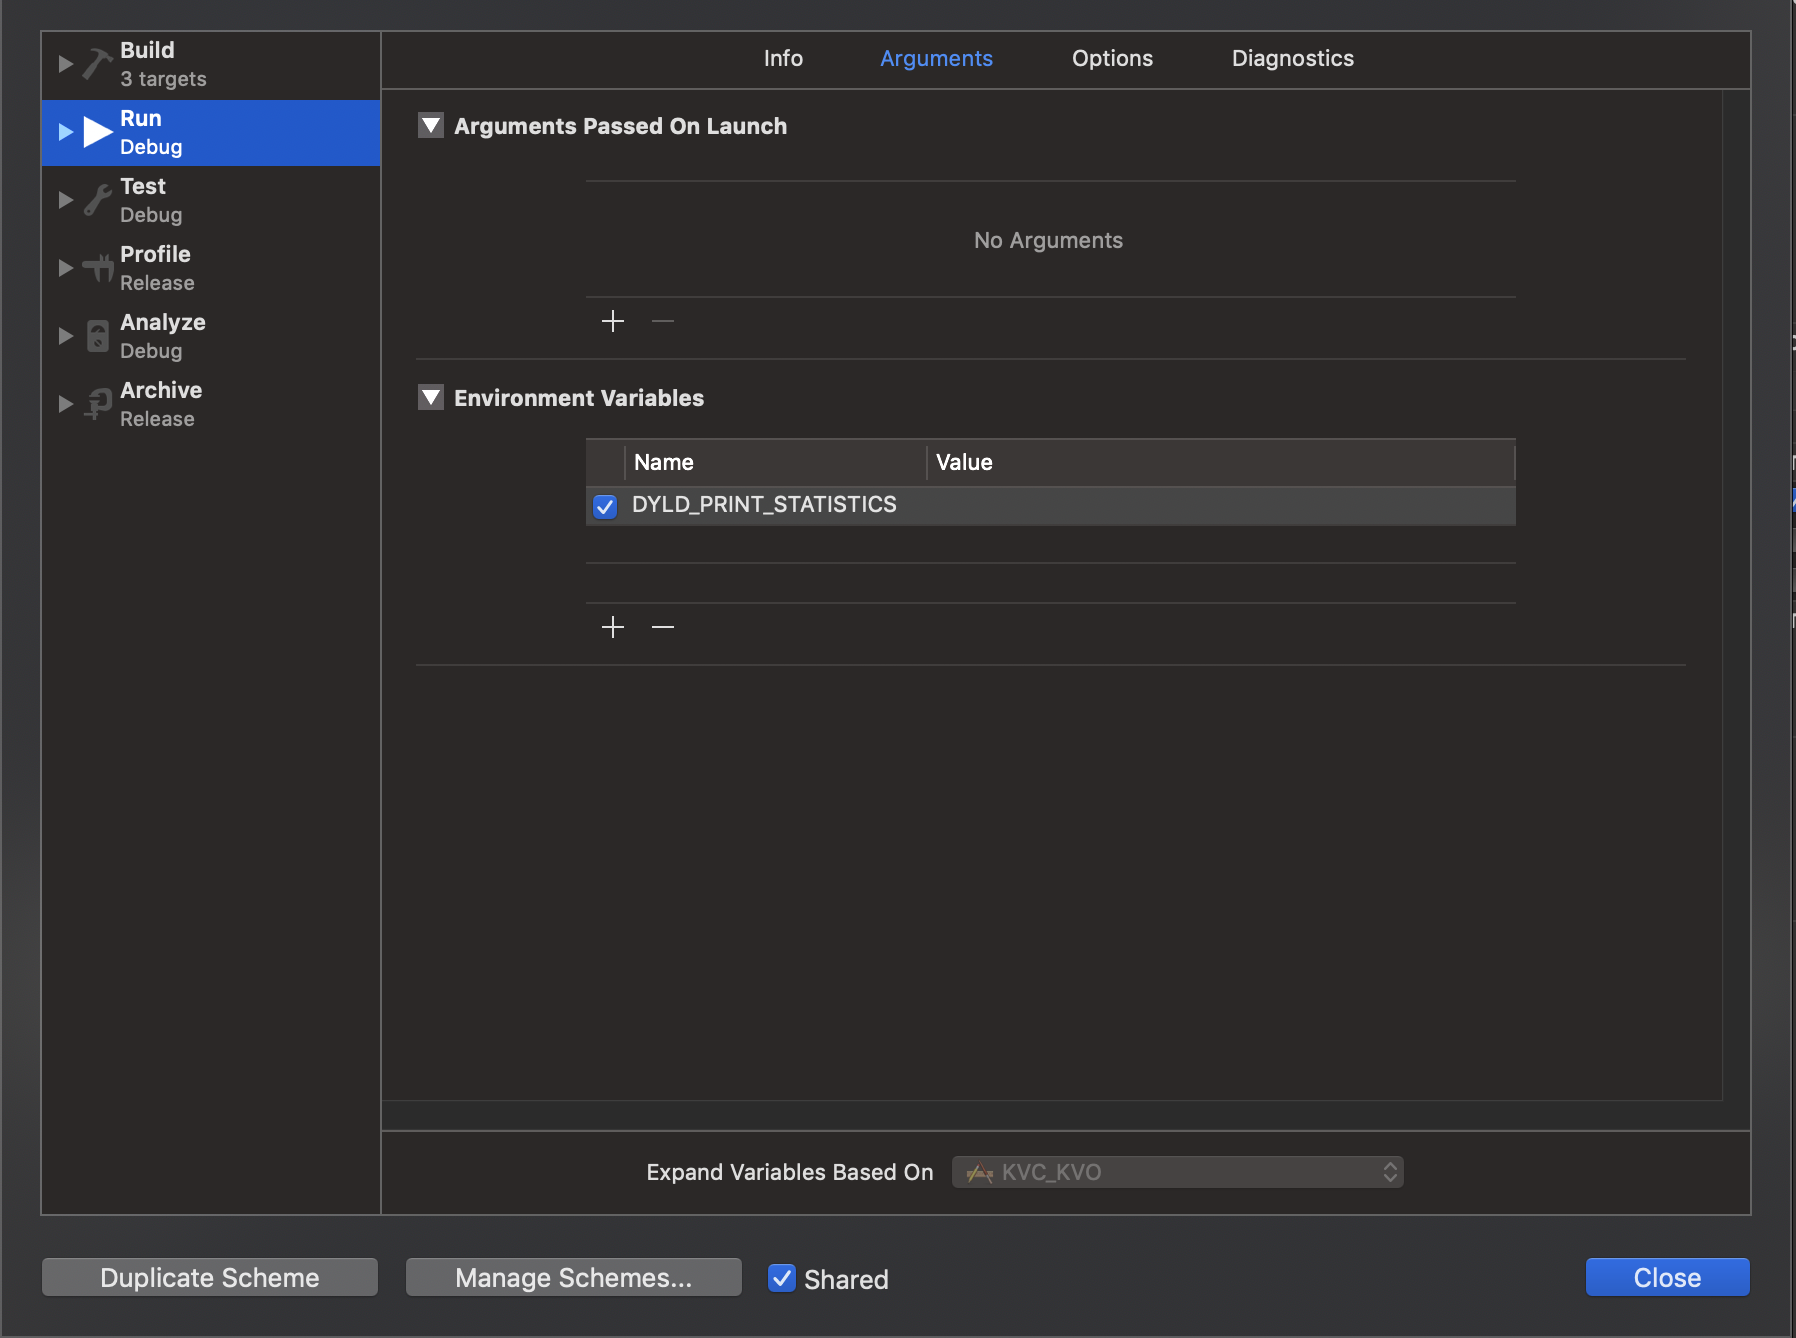 Build
3 targets
Run
Debug
Test
Debug
Profile
Release
Analyze
Debug
Archive
Release
Info Arguments Options Diagnostics
Arguments Passed On Launch
No Arguments
Environment Variables
Name Value
DYLD_PRINT_STATISTICS
Expand Variables Based On KVC_KVO
Duplicate Scheme Manage Schemes... Shared Close